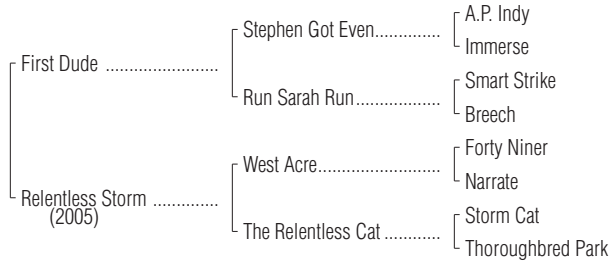 A.P. Indy
Stephen Got Even..............
Immerse
First Dude ........................
Smart Strike
Run Sarah Run..................
Breech
Forty Niner
West Acre..........................
Narrate
Relentless Storm ..............
(2005)
Storm Cat
The Relentless Cat ............
Thoroughbred Park